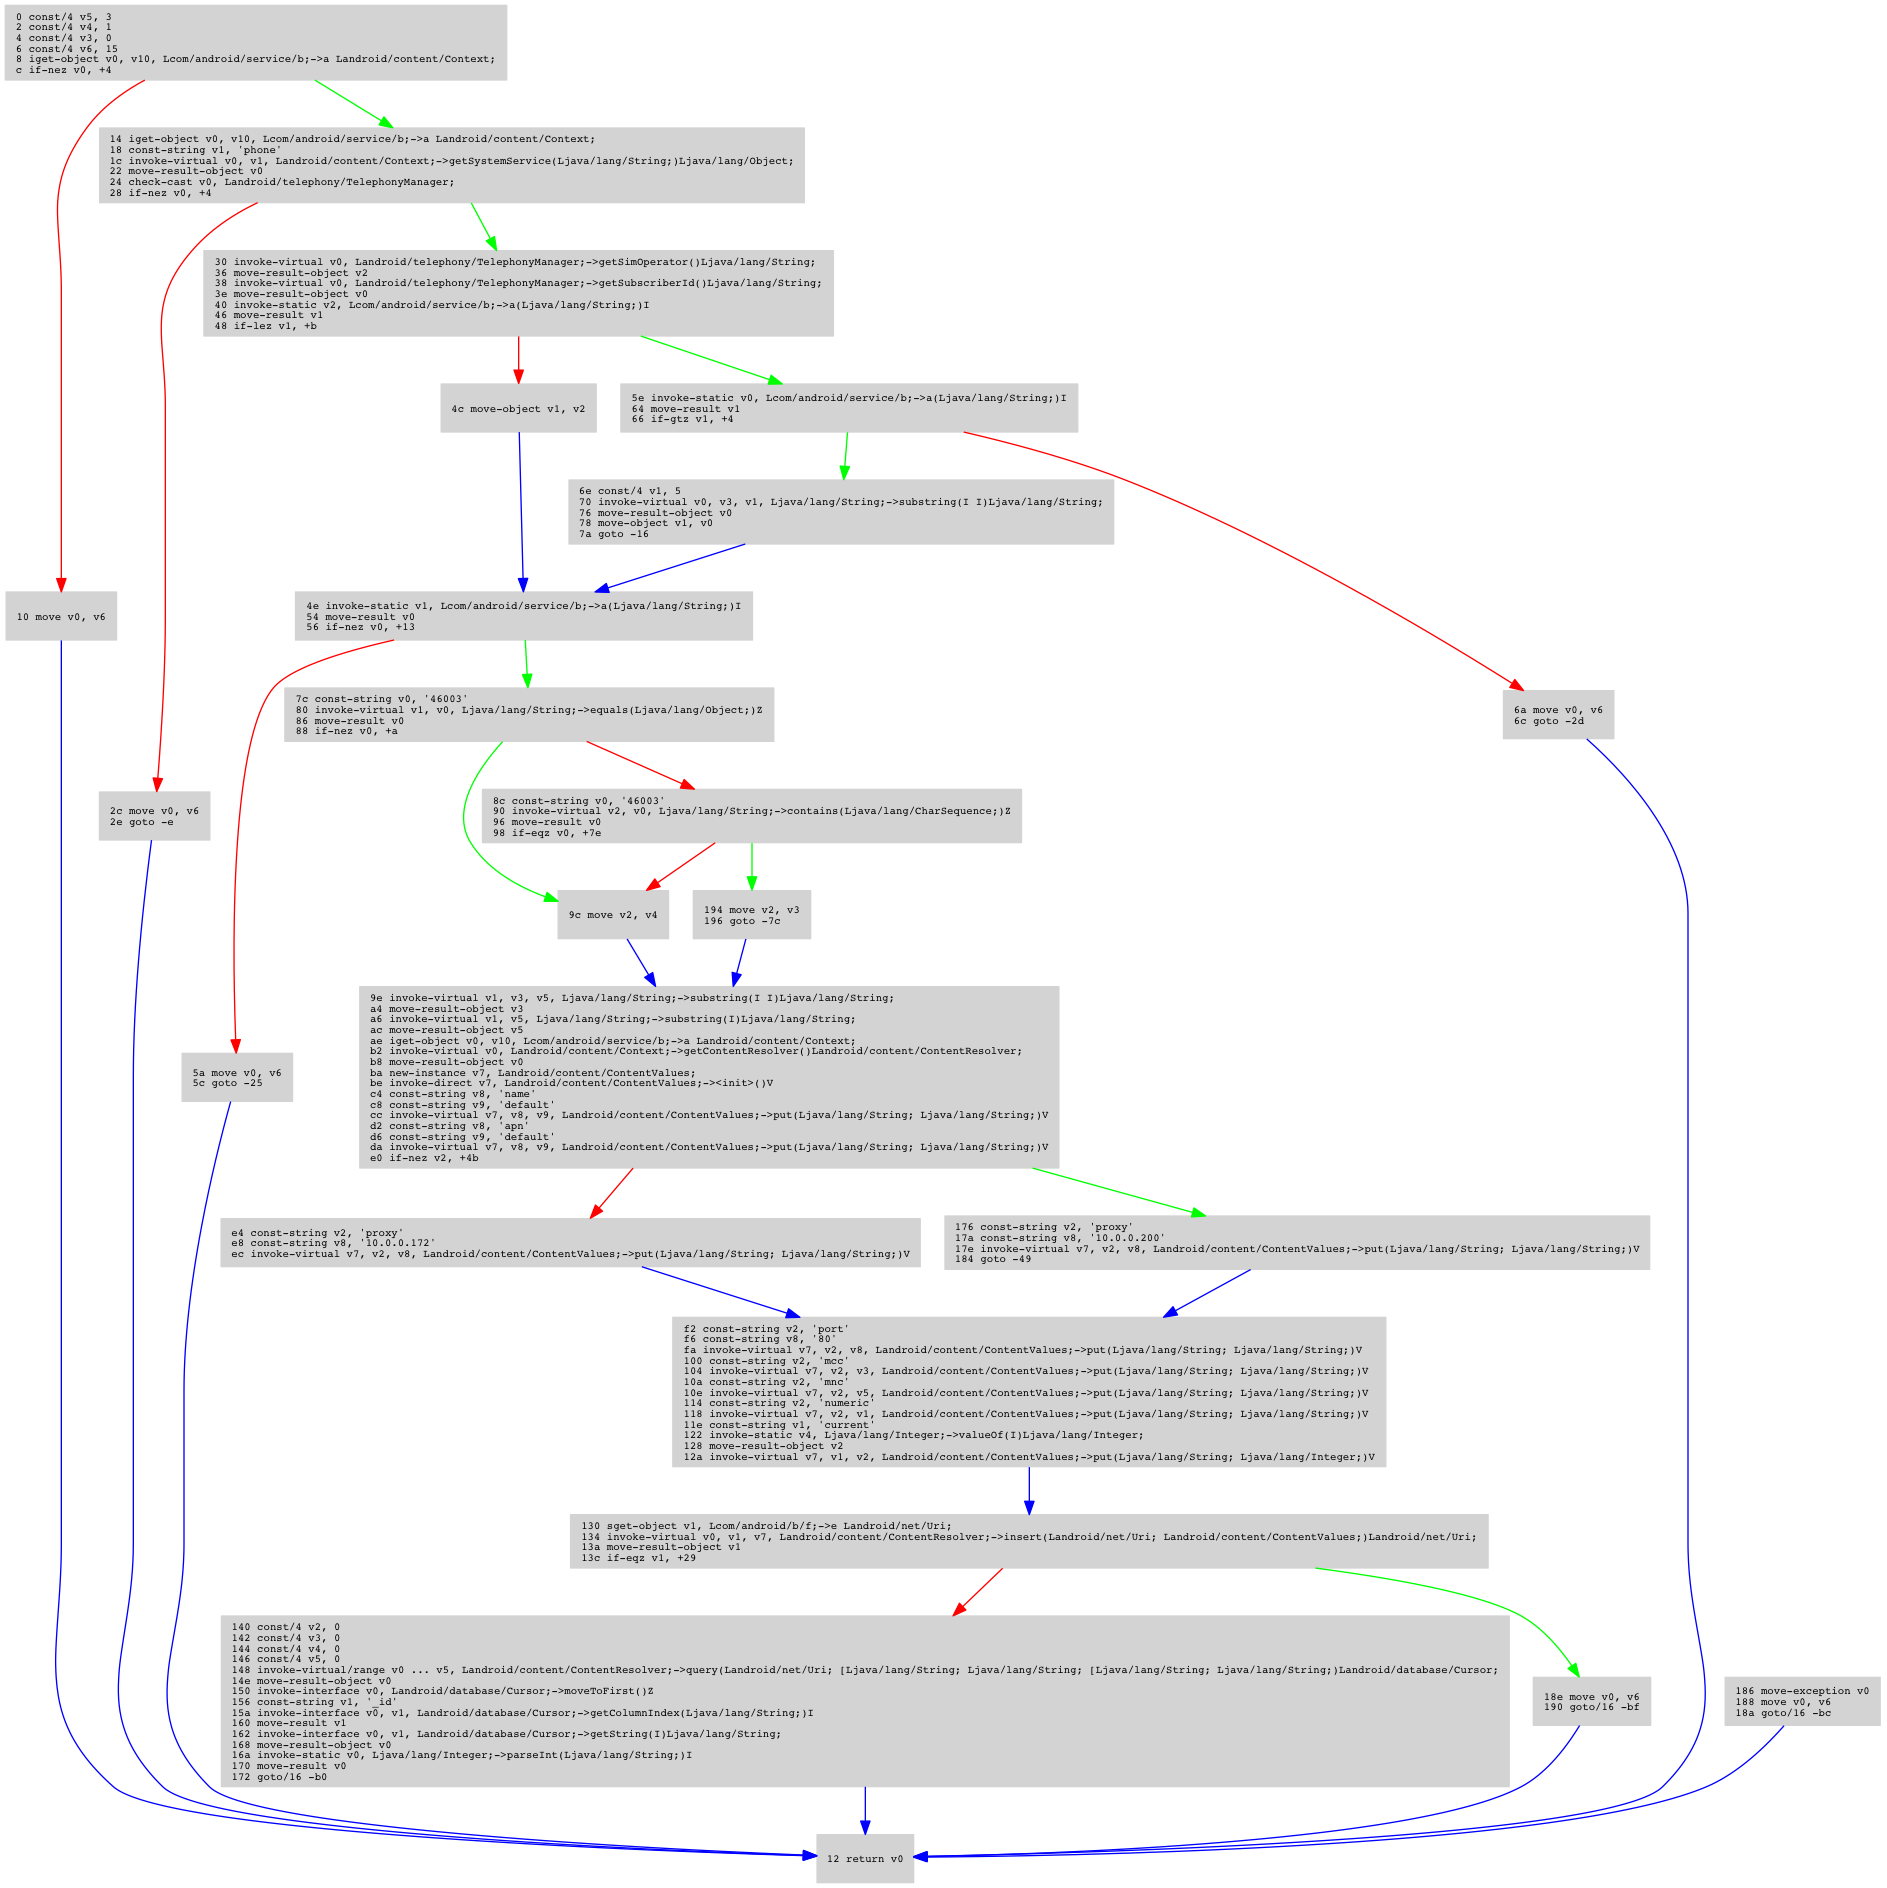 0 const/4 v5, 3
2 const/4 v4, 1
4 const/4 v3, 0
6 const/4 v6, 15
8 iget-object v0, v10, Lcom/android/service/b;->a Landroid/content/Context;
c if-nez v0, +4
14 iget-object v0, v10, Lcom/android/service/b;->a Landroid/content/Context;
18 const-string v1, 'phone'
1c invoke-virtual v0, v1, Landroid/content/Context;->getSystemService(Ljava/lang/String;)Ljava/lang/Object;
22 move-result-object v0
24 check-cast v0, Landroid/telephony/TelephonyManager;
28 if-nez v0, +4
30 invoke-virtual v0, Landroid/telephony/TelephonyManager;->getSimOperator()Ljava/lang/String;
36 move-result-object v2
38 invoke-virtual v0, Landroid/telephony/TelephonyManager;->getSubscriberId()Ljava/lang/String;
3e move-result-object v0
40 invoke-static v2, Lcom/android/service/b;->a(Ljava/lang/String;)I
46 move-result v1
48 if-lez v1, +b
4c move-object v1, v2
5e invoke-static v0, Lcom/android/service/b;->a(Ljava/lang/String;)I
64 move-result v1
66 if-gtz v1, +4
6e const/4 v1, 5
70 invoke-virtual v0, v3, v1, Ljava/lang/String;->substring(I I)Ljava/lang/String;
76 move-result-object v0
78 move-object v1, v0
7a goto -16
10 move v0, v6
4e invoke-static v1, Lcom/android/service/b;->a(Ljava/lang/String;)I
54 move-result v0
56 if-nez v0, +13
7c const-string v0, '46003'
80 invoke-virtual v1, v0, Ljava/lang/String;->equals(Ljava/lang/Object;)Z
86 move-result v0
88 if-nez v0, +a
6a move v0, v6
6c goto -2d
2c move v0, v6
2e goto -e
8c const-string v0, '46003'
90 invoke-virtual v2, v0, Ljava/lang/String;->contains(Ljava/lang/CharSequence;)Z
96 move-result v0
98 if-eqz v0, +7e
9c move v2, v4
194 move v2, v3
196 goto -7c
9e invoke-virtual v1, v3, v5, Ljava/lang/String;->substring(I I)Ljava/lang/String;
a4 move-result-object v3
a6 invoke-virtual v1, v5, Ljava/lang/String;->substring(I)Ljava/lang/String;
ac move-result-object v5
ae iget-object v0, v10, Lcom/android/service/b;->a Landroid/content/Context;
b2 invoke-virtual v0, Landroid/content/Context;->getContentResolver()Landroid/content/ContentResolver;
b8 move-result-object v0
ba new-instance v7, Landroid/content/ContentValues;
be invoke-direct v7, Landroid/content/ContentValues;-><init>()V
c4 const-string v8, 'name'
c8 const-string v9, 'default'
cc invoke-virtual v7, v8, v9, Landroid/content/ContentValues;->put(Ljava/lang/String; Ljava/lang/String;)V
d2 const-string v8, 'apn'
d6 const-string v9, 'default'
da invoke-virtual v7, v8, v9, Landroid/content/ContentValues;->put(Ljava/lang/String; Ljava/lang/String;)V
e0 if-nez v2, +4b
5a move v0, v6
5c goto -25
e4 const-string v2, 'proxy'
e8 const-string v8, '10.0.0.172'
ec invoke-virtual v7, v2, v8, Landroid/content/ContentValues;->put(Ljava/lang/String; Ljava/lang/String;)V
176 const-string v2, 'proxy'
17a const-string v8, '10.0.0.200'
17e invoke-virtual v7, v2, v8, Landroid/content/ContentValues;->put(Ljava/lang/String; Ljava/lang/String;)V
184 goto -49
f2 const-string v2, 'port'
f6 const-string v8, '80'
fa invoke-virtual v7, v2, v8, Landroid/content/ContentValues;->put(Ljava/lang/String; Ljava/lang/String;)V
100 const-string v2, 'mcc'
104 invoke-virtual v7, v2, v3, Landroid/content/ContentValues;->put(Ljava/lang/String; Ljava/lang/String;)V
10a const-string v2, 'mnc'
10e invoke-virtual v7, v2, v5, Landroid/content/ContentValues;->put(Ljava/lang/String; Ljava/lang/String;)V
114 const-string v2, 'numeric'
118 invoke-virtual v7, v2, v1, Landroid/content/ContentValues;->put(Ljava/lang/String; Ljava/lang/String;)V
11e const-string v1, 'current'
122 invoke-static v4, Ljava/lang/Integer;->valueOf(I)Ljava/lang/Integer;
128 move-result-object v2
12a invoke-virtual v7, v1, v2, Landroid/content/ContentValues;->put(Ljava/lang/String; Ljava/lang/Integer;)V
130 sget-object v1, Lcom/android/b/f;->e Landroid/net/Uri;
134 invoke-virtual v0, v1, v7, Landroid/content/ContentResolver;->insert(Landroid/net/Uri; Landroid/content/ContentValues;)Landroid/net/Uri;
13a move-result-object v1
13c if-eqz v1, +29
140 const/4 v2, 0
142 const/4 v3, 0
144 const/4 v4, 0
146 const/4 v5, 0
148 invoke-virtual/range v0 ... v5, Landroid/content/ContentResolver;->query(Landroid/net/Uri; [Ljava/lang/String; Ljava/lang/String; [Ljava/lang/String; Ljava/lang/String;)Landroid/database/Cursor;
14e move-result-object v0
150 invoke-interface v0, Landroid/database/Cursor;->moveToFirst()Z
156 const-string v1, '_id'
15a invoke-interface v0, v1, Landroid/database/Cursor;->getColumnIndex(Ljava/lang/String;)I
160 move-result v1
162 invoke-interface v0, v1, Landroid/database/Cursor;->getString(I)Ljava/lang/String;
168 move-result-object v0
16a invoke-static v0, Ljava/lang/Integer;->parseInt(Ljava/lang/String;)I
170 move-result v0
172 goto/16 -b0
18e move v0, v6
190 goto/16 -bf
186 move-exception v0
188 move v0, v6
18a goto/16 -bc
12 return v0